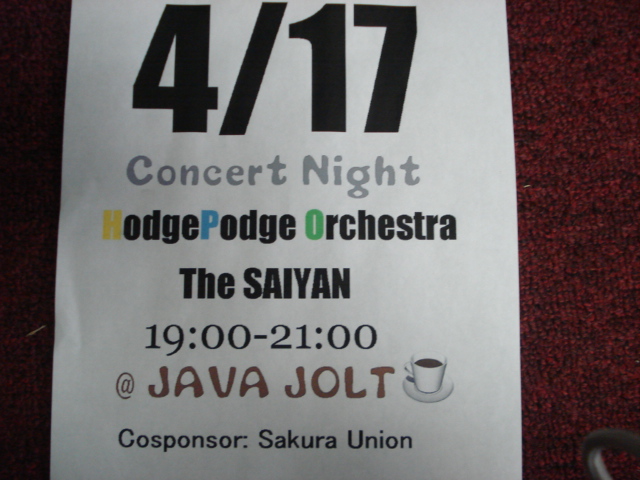 4/17
Concert Night
HodgePodge Orchestra
The SAIYAN
19:00-21:00
@ JAVA JOLT
Cosponsor: Sakura Union